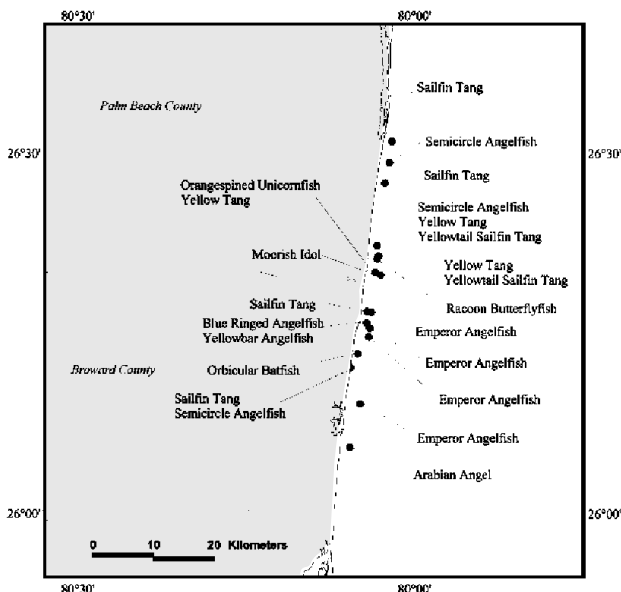 80°30' 80°00'
Sailfin Tang
Palm Beach County
Semicircle Angelfish
26°30' 26°30'
Sailfin Tang
Orangespined Unicornfish
Yellow Tang
Semicircle Angelfish
Yellow Tang
Yellowtail Sailfin Tang
Moorish Idol
Yellow Tang
Yellowtail Sailfin Tang
Sailfin Tang
Racoon Butterflyfish
Blue Ringed Angelfish
Yellowbar Angelfish
Emperor Angelfish
Broward County
Orbicular Batfish
Emperor Angelfish
Sailfin Tang
Semicircle Angelfish
Emperor Angelfish
Emperor Angelfish
Arabian Angel
26°00' 26°00'
0 10 20 Kilometers
80°30' 80°00'